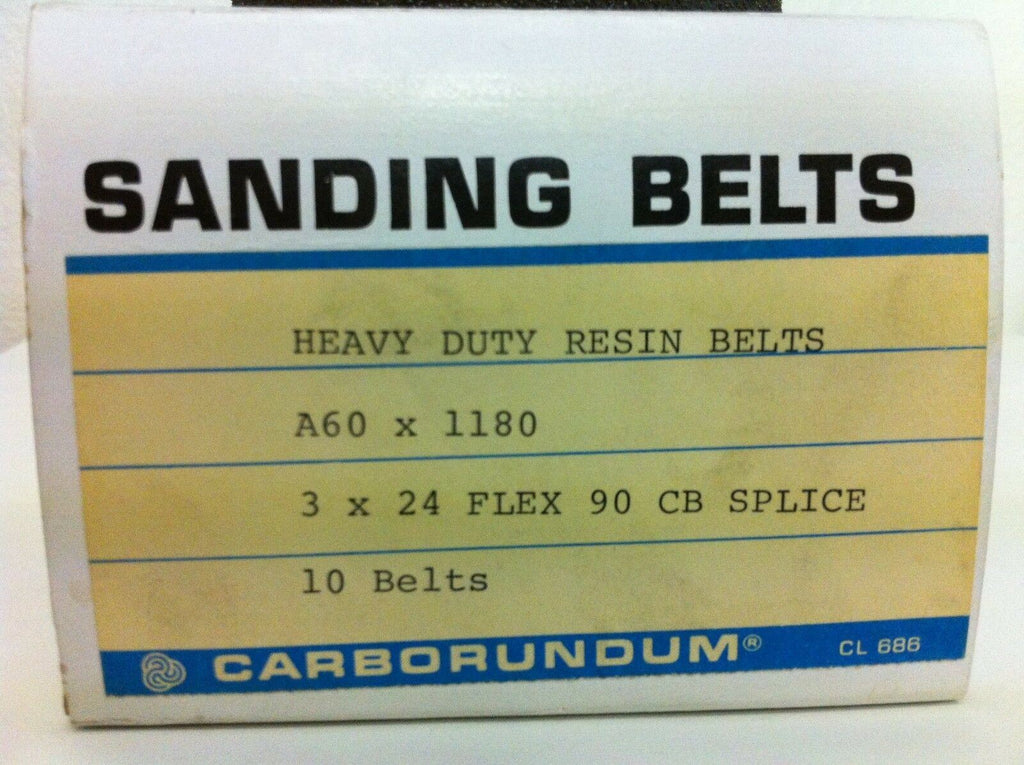 SANDING BELTS
HEAVY DUTY RESIN BELTS
A60 x 1180
3 x 24 FLEX 90 CB SPLICE
10 Belts
CARBORUNDUM® CL 686